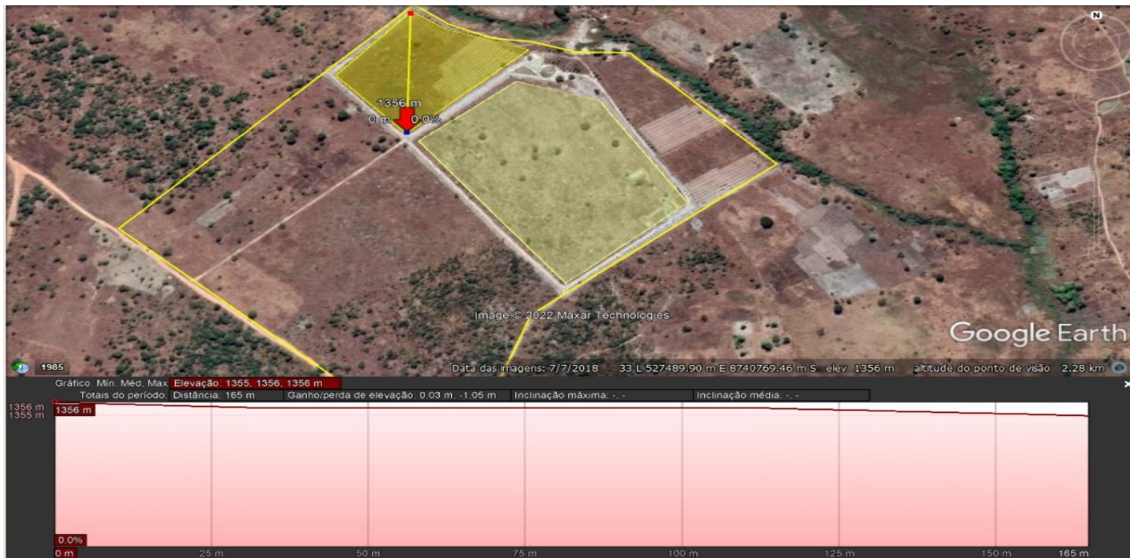 N
1356 m
0 m 0.0%
Image © 2022 Maxar Technologies
Google Earth
1985
Data das imagens: 7/7/2018 33 L 527489.90 m E 8740769.46 m S elev 1356 m altitude do ponto de visão 2.28 km
Gráfico: Mín. Méd, Máx Elevação: 1355, 1356, 1356 m
Totais do período: Distância: 165 m Ganho/perda de elevação: 0.03 m, -1.05 m Inclinação máxima: -, - Inclinação média: -, -
1356 m 1356 m
1355 m
0.0%
0 m 25 m 50 m 75 m 100 m 125 m 150 m 165 m